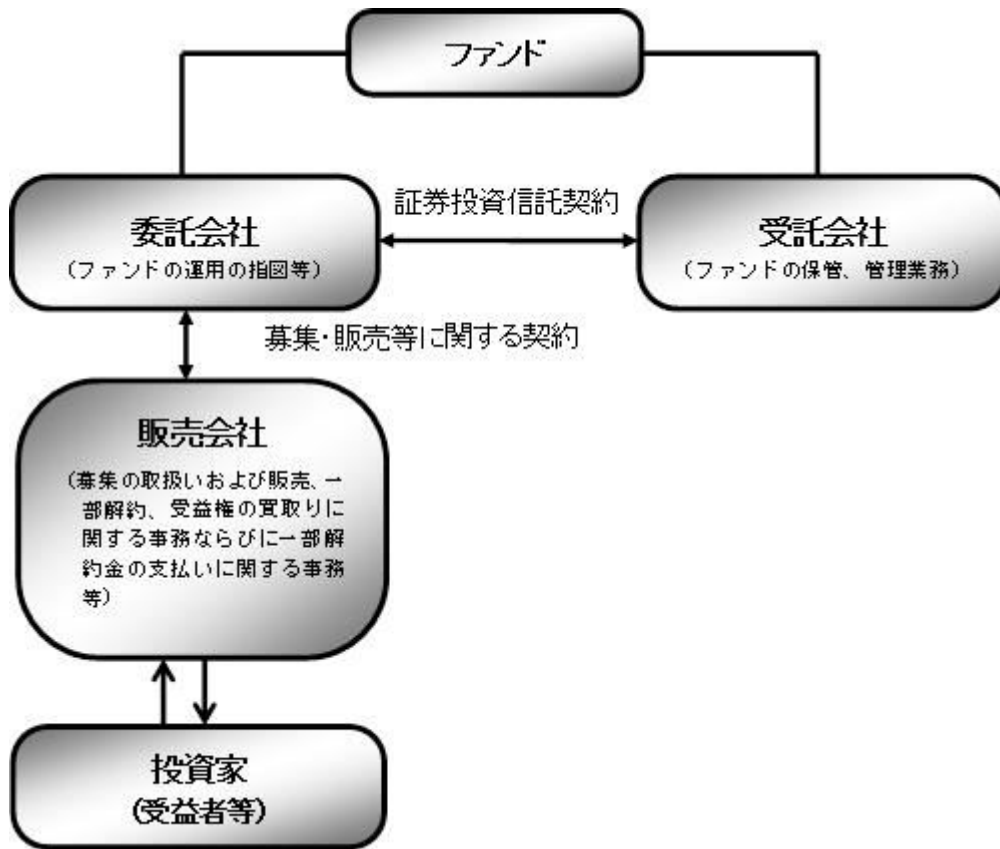 ファンド
委託会社
（ファンドの運用の指図等）
証券投資信託契約
受託会社
（ファンドの保管、管理業務）
募集・販売等に関する契約
販売会社
（募集の取扱いおよび販売、一
部解約、受益権の買取りに
関する事務ならびに一部解
約金の支払いに関する事務
等）
投資家
（受益者等）